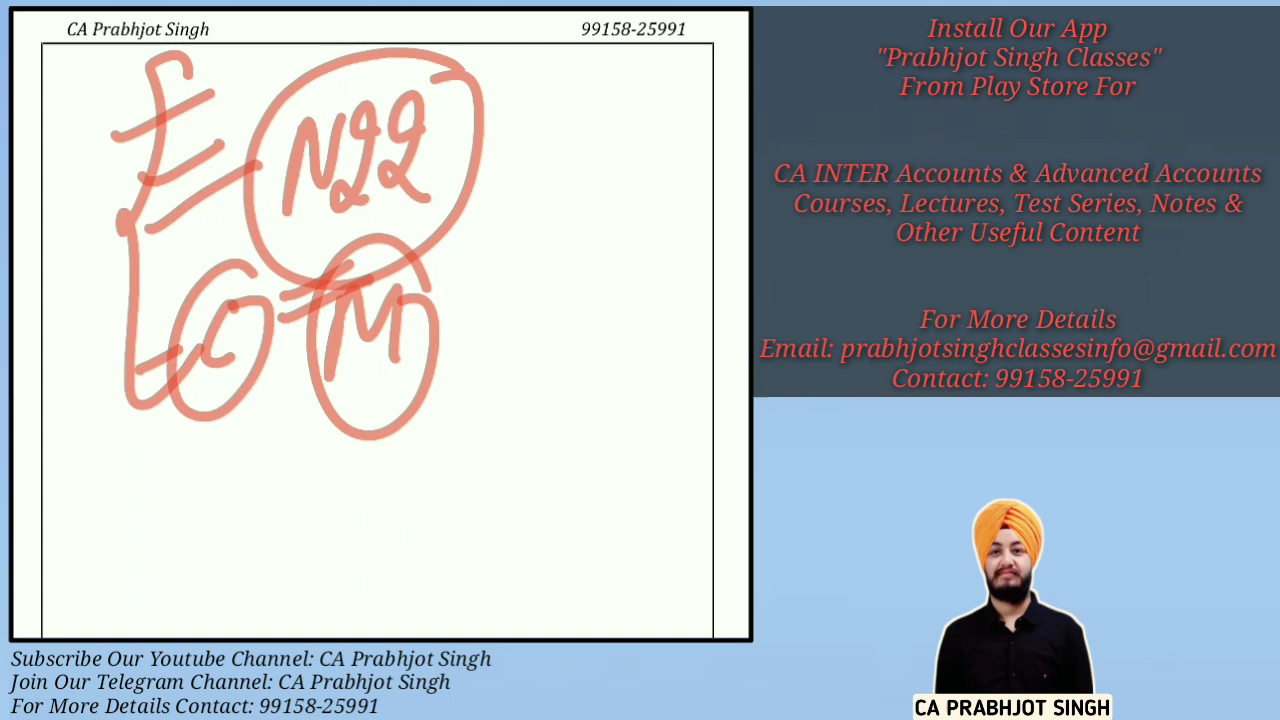 CA Prabhjot Singh 99158-25991
N22
C M
Install Our App
"Prabhjot Singh Classes"
From Play Store For
CA INTER Accounts & Advanced Accounts
Courses, Lectures, Test Series, Notes &
Other Useful Content
For More Details
Email: prabhjotsinghclassesinfo@gmail.com
Contact: 99158-25991
Subscribe Our Youtube Channel: CA Prabhjot Singh
Join Our Telegram Channel: CA Prabhjot Singh
For More Details Contact: 99158-25991
CA PRABHJOT SINGH